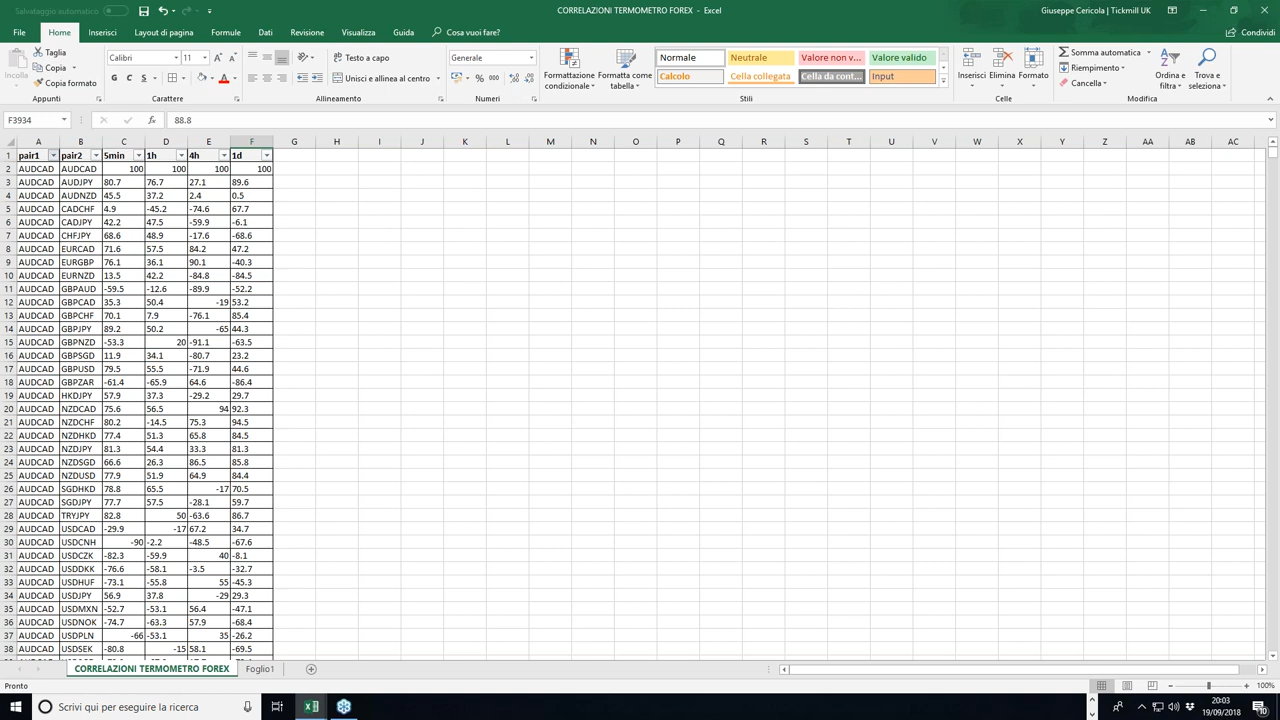 Salvataggio automatico
CORRELAZIONI TERMOMETRO FOREX - Excel
Giuseppe Cericola | Tickmill UK
File Home Inserisci Layout di pagina Formule Dati Revisione Visualizza Guida Cosa vuoi fare? Condividi
Incolla
Taglia
Copia
Copia formato
Calibri 11
G C S
Testo a capo
Unisci e allinea al centro
Generale
% 000
Formattazione condizionale
Formatta come tabella
Normale Neutrale Valore non v... Valore valido
Calcolo Cella collegata Cella da cont... Input
Inserisci Elimina Formato
Somma automatica
Riempimento
Cancella
Ordina e filtra
Trova e seleziona
Appunti Carattere Allineamento Numeri Stili Celle Modifica
F3934 fx 88.8
A B C D E F G H I J K L M N O P Q R S T U V W X Y Z AA AB AC
1 pair1 pair2 5min 1h 4h 1d
2 AUDCAD AUDCAD 100 100 100 100
3 AUDCAD AUDJPY 80.7 76.7 27.1 89.6
4 AUDCAD AUDNZD 45.5 37.2 2.4 0.5
5 AUDCAD CADCHF 4.9 -45.2 -74.6 67.7
6 AUDCAD CADJPY 42.2 47.5 -59.9 -6.1
7 AUDCAD CHFJPY 68.6 48.9 -17.6 -68.6
8 AUDCAD EURCAD 71.6 57.5 84.2 47.2
9 AUDCAD EURGBP 76.1 36.1 90.1 -40.3
10 AUDCAD EURNZD 13.5 42.2 -84.8 -84.5
11 AUDCAD GBPAUD -59.5 -12.6 -89.9 -52.2
12 AUDCAD GBPCAD 35.3 50.4 -19 53.2
13 AUDCAD GBPCHF 70.1 7.9 -76.1 85.4
14 AUDCAD GBPJPY 89.2 50.2 -65 44.3
15 AUDCAD GBPNZD -53.3 20 -91.1 -63.5
16 AUDCAD GBPSGD 11.9 34.1 -80.7 23.2
17 AUDCAD GBPUSD 79.5 55.5 -71.9 44.6
18 AUDCAD GBPZAR -61.4 -65.9 64.6 -86.4
19 AUDCAD HKDJPY 57.9 37.3 -29.2 29.7
20 AUDCAD NZDCAD 75.6 56.5 94 92.3
21 AUDCAD NZDCHF 80.2 -14.5 75.3 94.5
22 AUDCAD NZDHKD 77.4 51.3 65.8 84.5
23 AUDCAD NZDJPY 81.3 54.4 33.3 81.3
24 AUDCAD NZDSGD 66.6 26.3 86.5 85.8
25 AUDCAD NZDUSD 77.9 51.9 64.9 84.4
26 AUDCAD SGDHKD 78.8 65.5 -17 70.5
27 AUDCAD SGDJPY 77.7 57.5 -28.1 59.7
28 AUDCAD TRYJPY 82.8 50 -63.6 86.7
29 AUDCAD USDCAD -29.9 -17 67.2 34.7
30 AUDCAD USDCNH -90 -2.2 -48.5 -67.6
31 AUDCAD USDCZK -82.3 -59.9 40 -8.1
32 AUDCAD USDDKK -76.6 -58.1 -3.5 -32.7
33 AUDCAD USDHUF -73.1 -55.8 55 -45.3
34 AUDCAD USDJPY 56.9 37.8 -29 29.3
35 AUDCAD USDMXN -52.7 -53.1 56.4 -47.1
36 AUDCAD USDNOK -74.7 -63.3 57.9 -68.4
37 AUDCAD USDPLN -66 -53.1 35 -26.2
38 AUDCAD USDSEK -80.8 -15 58.1 -69.5
CORRELAZIONI TERMOMETRO FOREX Foglio1
Pronto 100%
Scrivi qui per eseguire la ricerca
20:03
19/09/2018
10